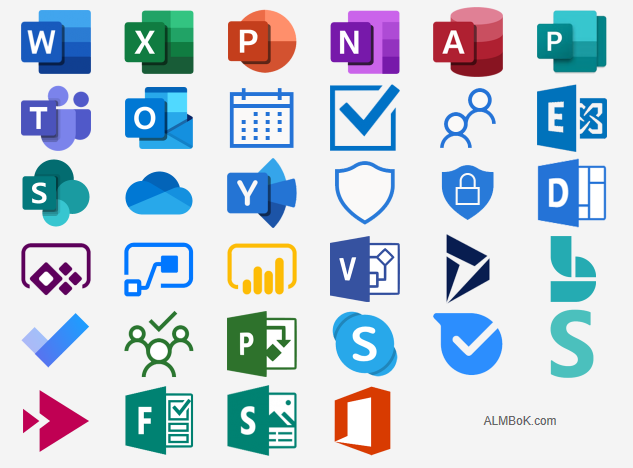 W X P N A P
T O E
S Y D
V
P S S
F S ALMBoK.com